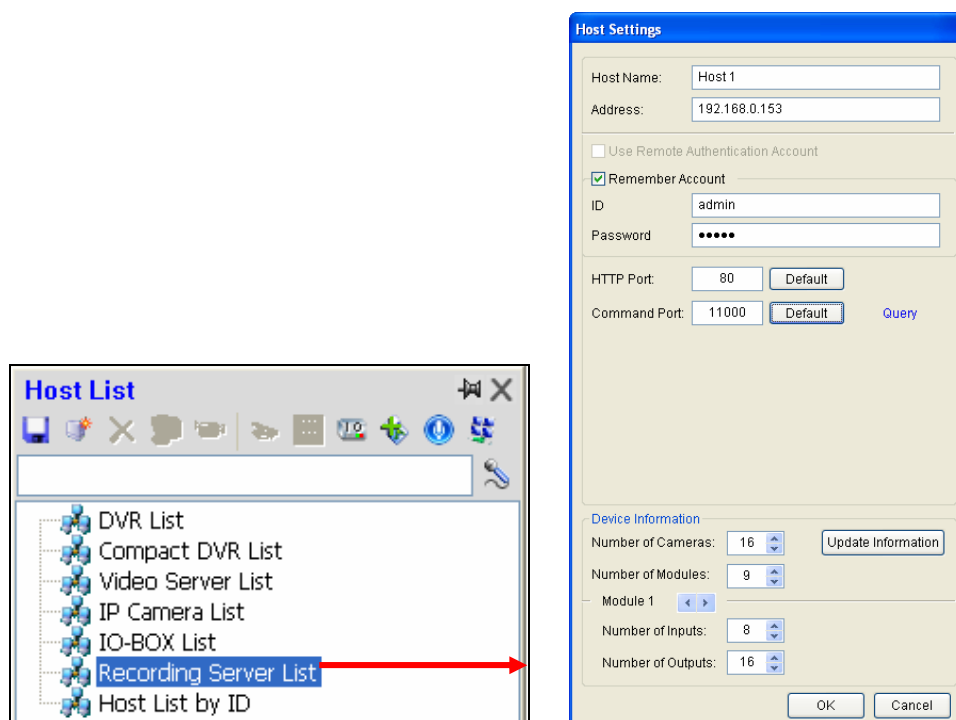 Host List
DVR List
Compact DVR List
Video Server List
IP Camera List
IO-BOX List
Recording Server List
Host List by ID
Host Settings
Host Name: Host 1
Address: 192.168.0.153
Use Remote Authentication Account
Remember Account
ID admin
Password •••••
HTTP Port: 80 Default
Command Port: 11000 Default Query
Device Information
Number of Cameras: 16 Update Information
Number of Modules: 9
Module 1
Number of Inputs: 8
Number of Outputs: 16
OK Cancel